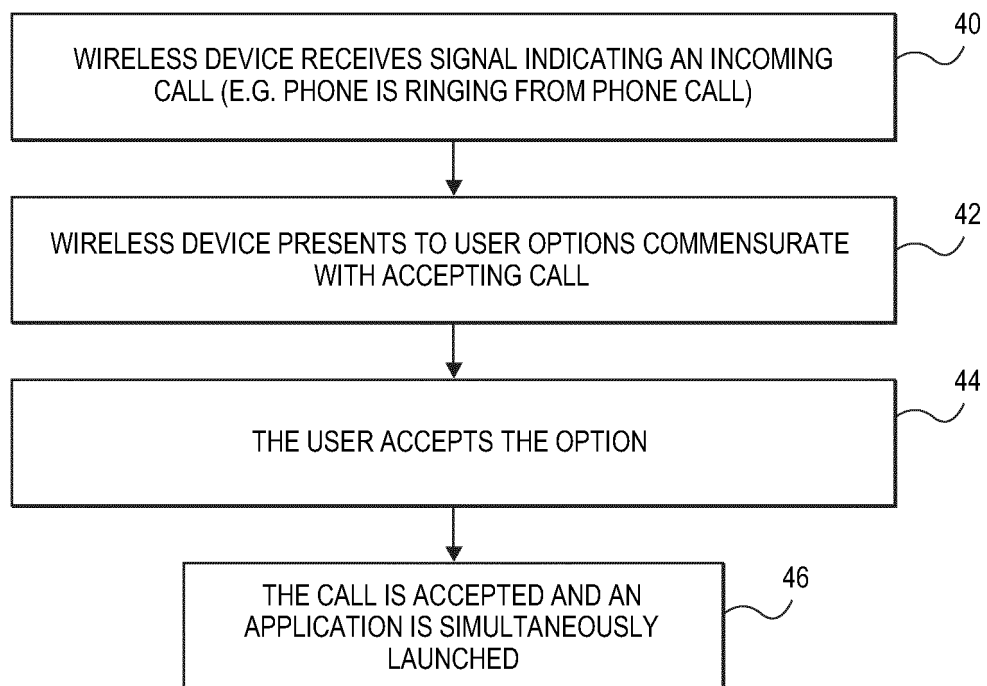 WIRELESS DEVICE RECEIVES SIGNAL INDICATING AN INCOMING
CALL (E.G. PHONE IS RINGING FROM PHONE CALL)
40
WIRELESS DEVICE PRESENTS TO USER OPTIONS COMMENSURATE
WITH ACCEPTING CALL
42
THE USER ACCEPTS THE OPTION
44
THE CALL IS ACCEPTED AND AN
APPLICATION IS SIMULTANEOUSLY
LAUNCHED
46